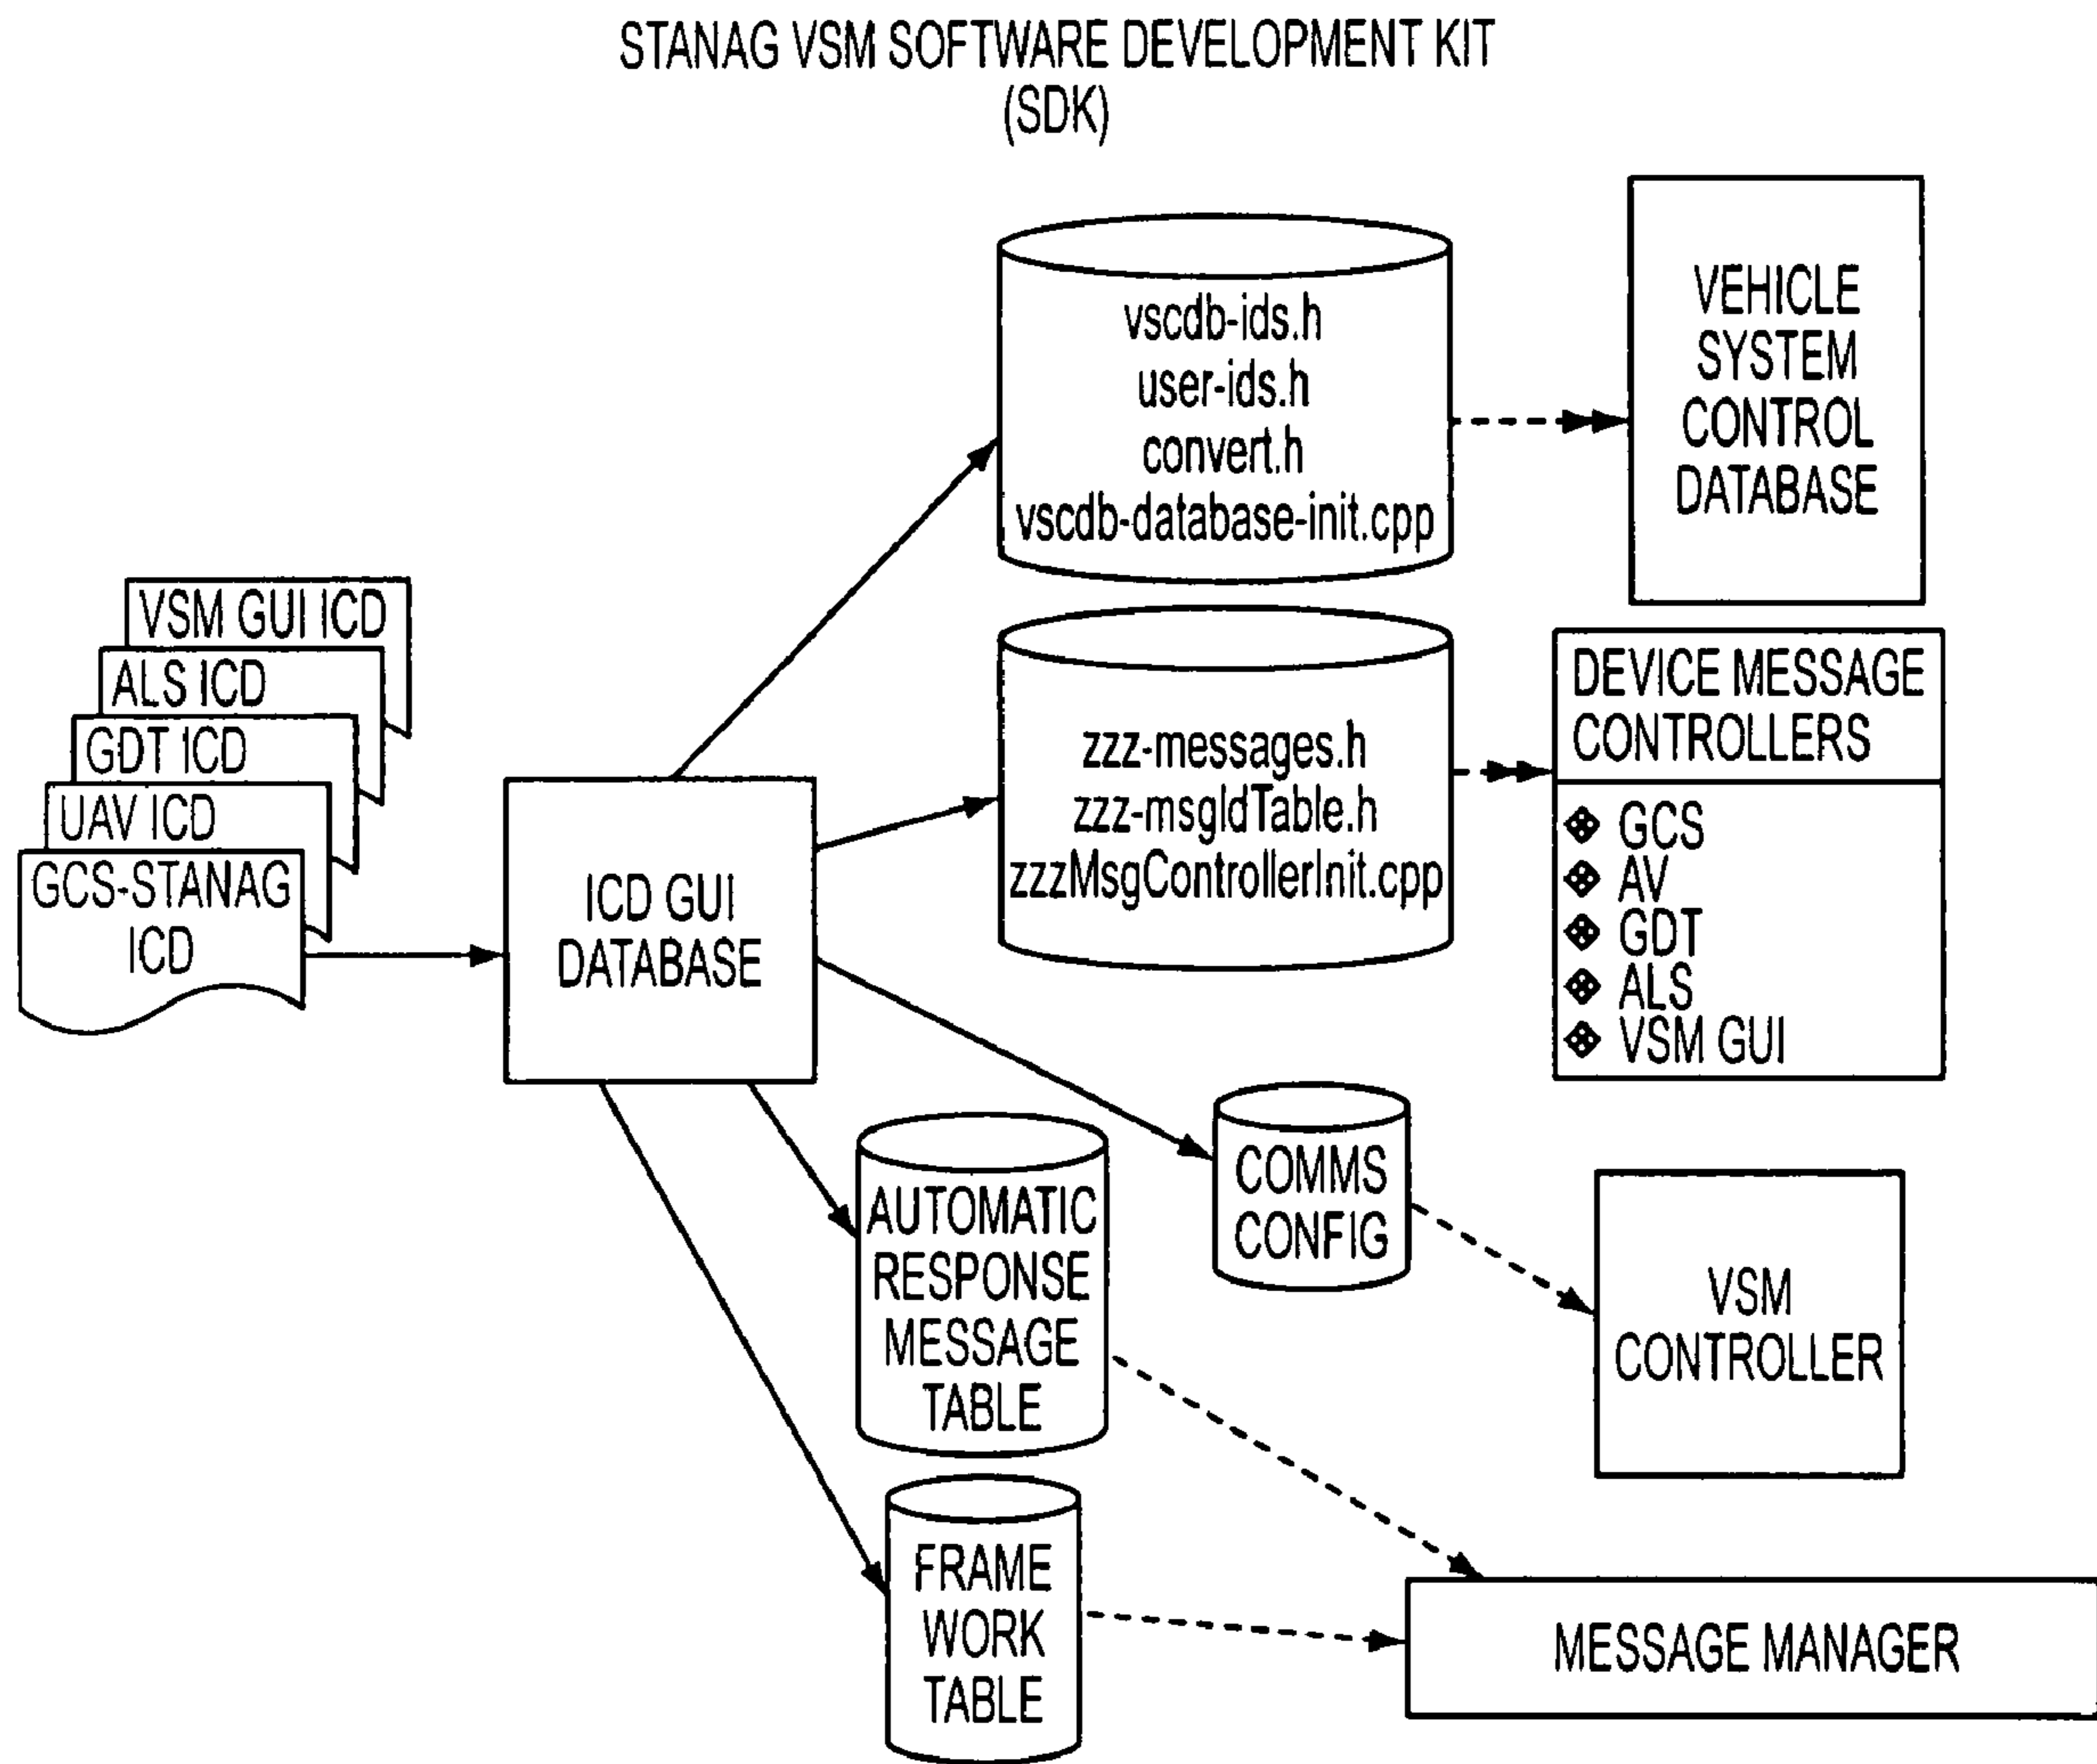 STANAG VSM SOFTWARE DEVELOPMENT KIT
(SDK)
vscdb-ids.h
user-ids.h
convert.h
vscdb-database-init.cpp
VEHICLE
SYSTEM
CONTROL
DATABASE
VSM GUI ICD
ALS ICD
GDT ICD
UAV ICD
GCS-STANAG
ICD
ICD GUI
DATABASE
zzz-messages.h
zzz-msgIdTable.h
zzzMsgControllerInit.cpp
DEVICE MESSAGE
CONTROLLERS
GCS
AV
GDT
ALS
VSM GUI
COMMS
CONFIG
AUTOMATIC
RESPONSE
MESSAGE
TABLE
VSM
CONTROLLER
FRAME
WORK
TABLE
MESSAGE MANAGER